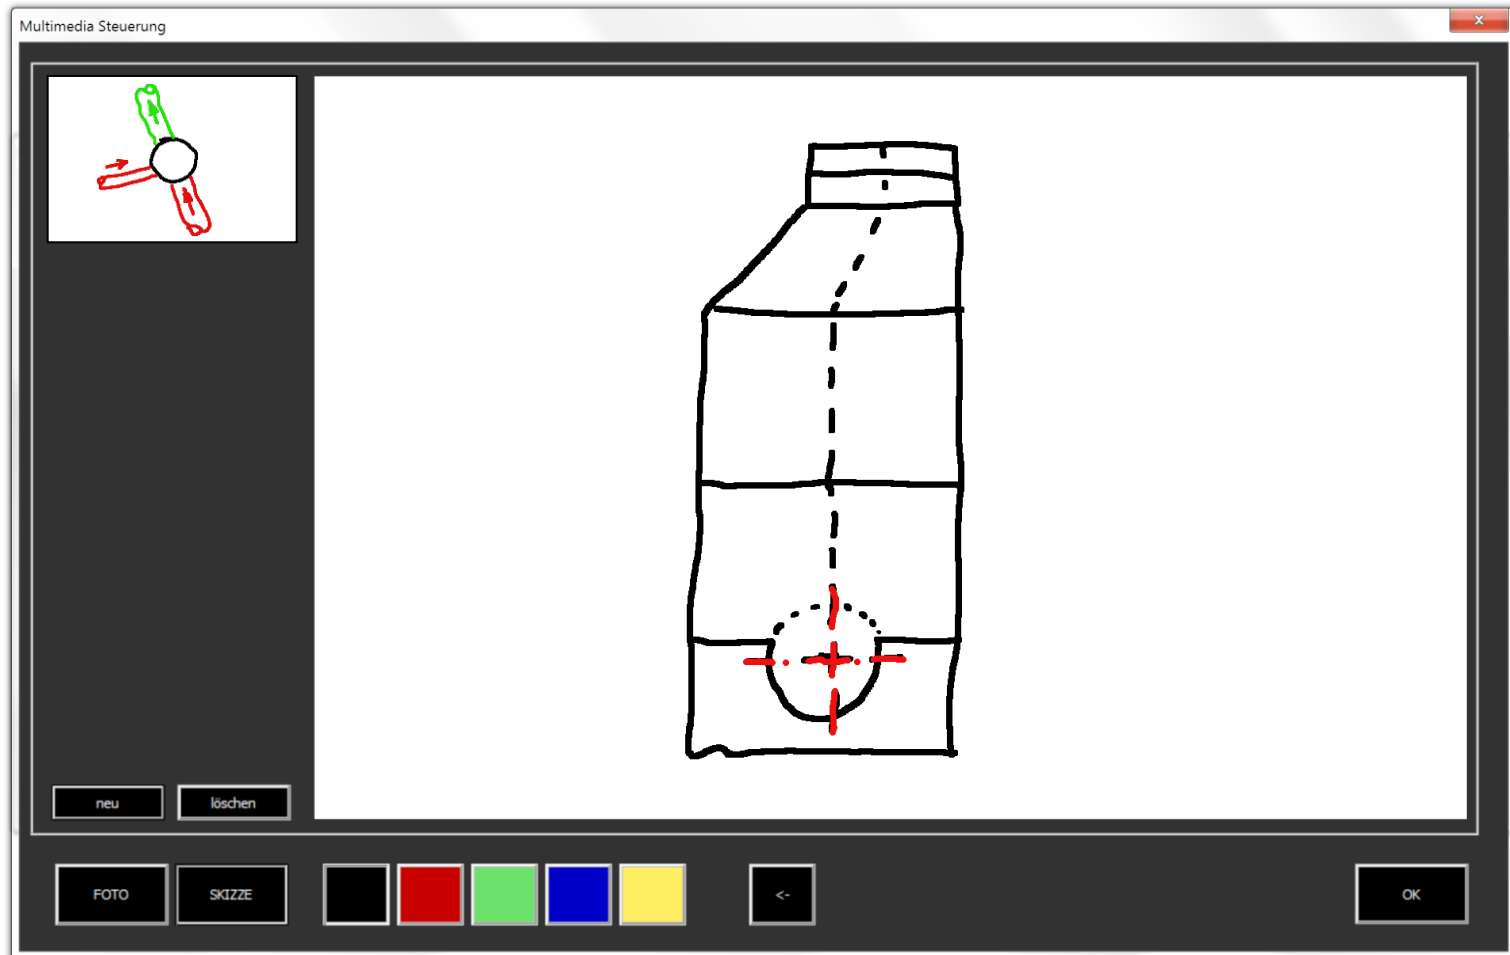 Multimedia Steuerung
x
neu
löschen
FOTO
SKIZZE
<-
OK